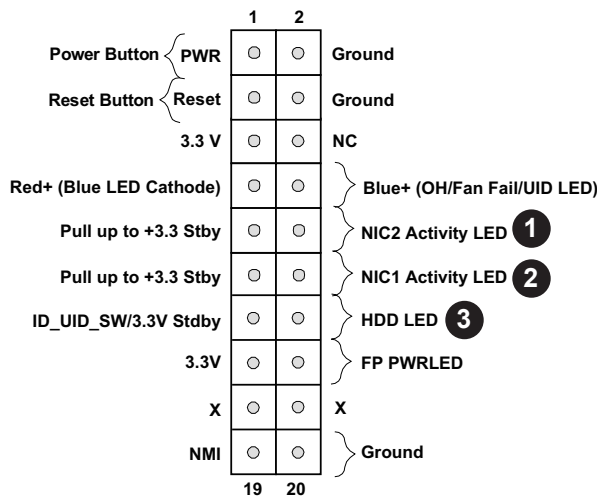 1 2
Power Button PWR Ground
Reset Button Reset Ground
3.3 V NC
Red+ (Blue LED Cathode) Blue+ (OH/Fan Fail/UID LED)
Pull up to +3.3 Stby NIC2 Activity LED 1
Pull up to +3.3 Stby NIC1 Activity LED 2
ID_UID_SW/3.3V Stdby HDD LED 3
3.3V FP PWRLED
X X
NMI Ground
19 20